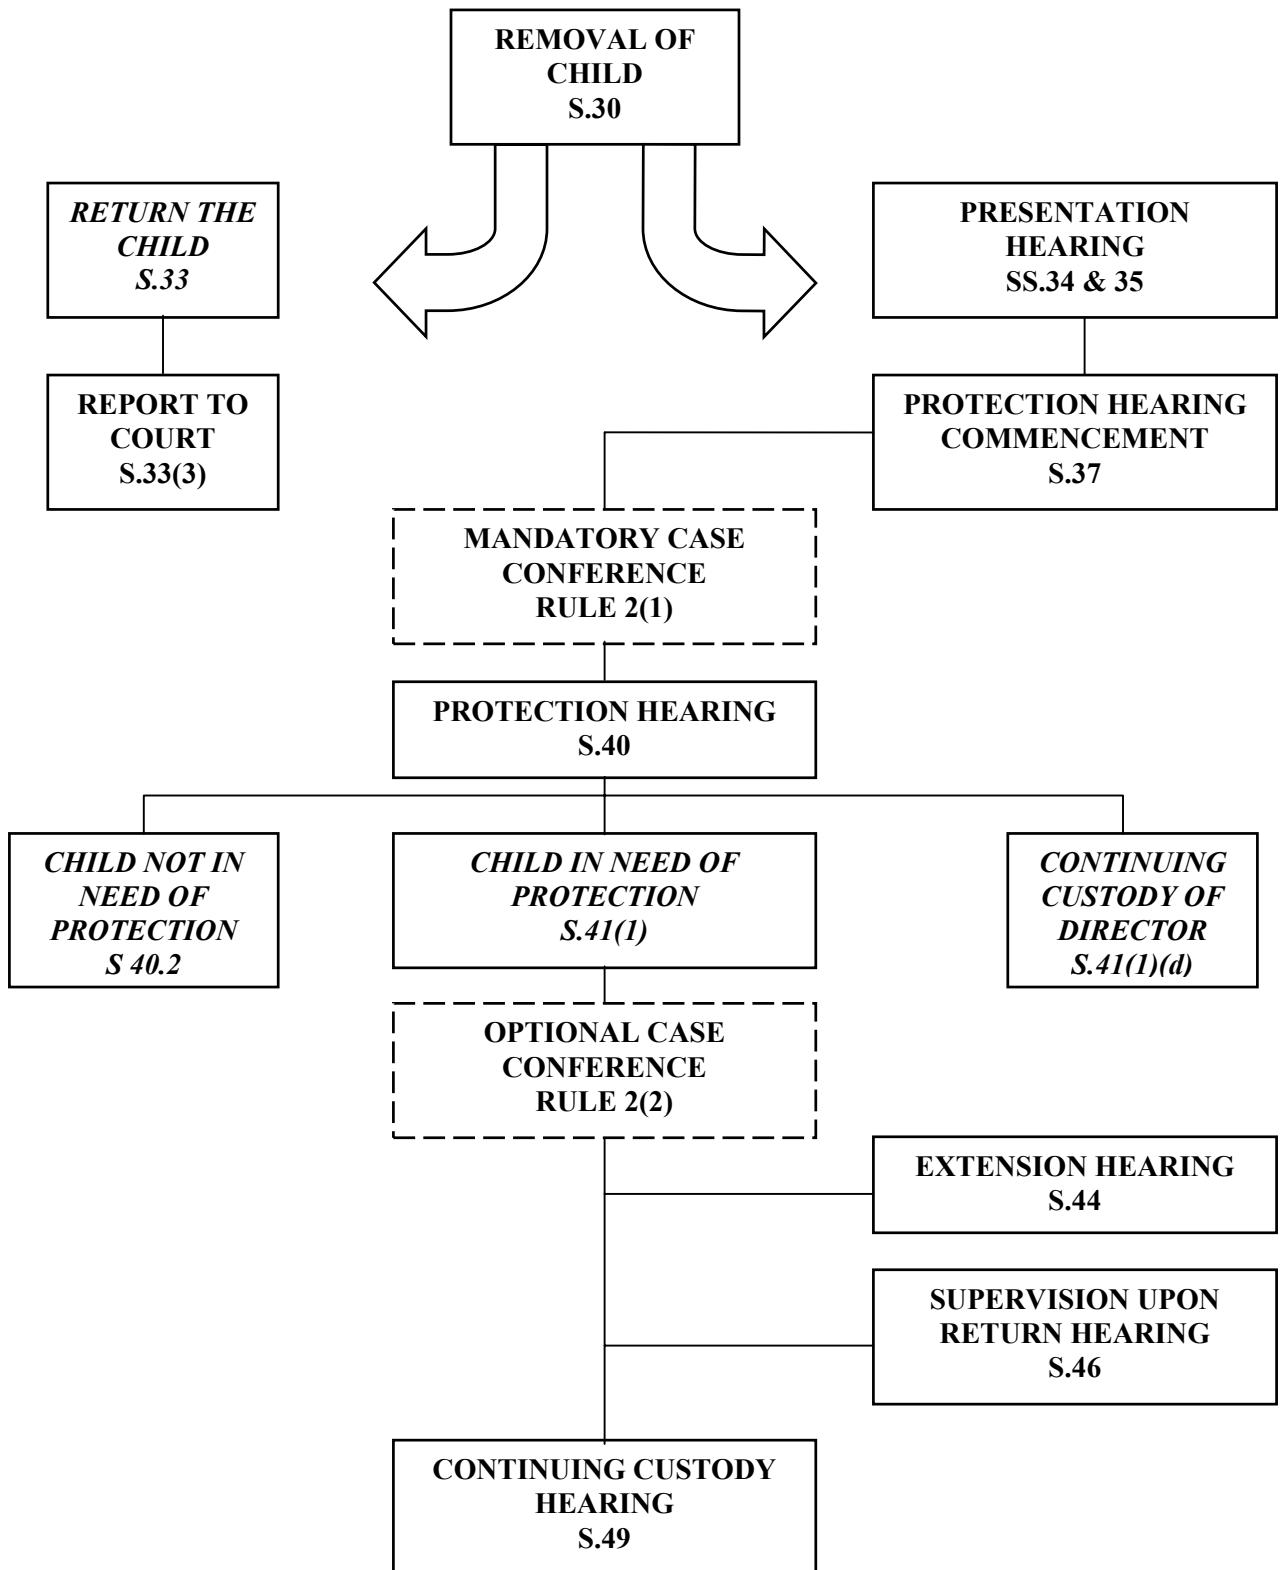 REMOVAL OF
CHILD
S.30
RETURN THE
CHILD
S.33
PRESENTATION
HEARING
SS.34 & 35
REPORT TO
COURT
S.33(3)
PROTECTION HEARING
COMMENCEMENT
S.37
MANDATORY CASE
CONFERENCE
RULE 2(1)
PROTECTION HEARING
S.40
CHILD NOT IN
NEED OF
PROTECTION
S 40.2
CHILD IN NEED OF
PROTECTION
S.41(1)
CONTINUING
CUSTODY OF
DIRECTOR
S.41(1)(d)
OPTIONAL CASE
CONFERENCE
RULE 2(2)
EXTENSION HEARING
S.44
SUPERVISION UPON
RETURN HEARING
S.46
CONTINUING CUSTODY
HEARING
S.49